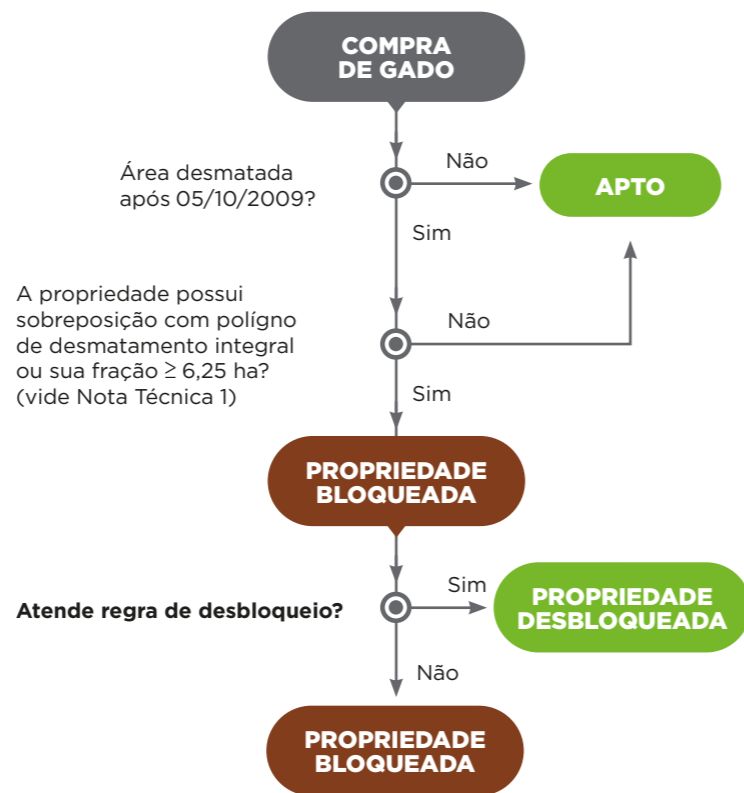 COMPRA
DE GADO
Área desmatada
após 05/10/2009?
Não
APTO
Sim
A propriedade possui
sobreposição com polígno
de desmatamento integral
ou sua fração ≥ 6,25 ha?
(vide Nota Técnica 1)
Não
Sim
PROPRIEDADE
BLOQUEADA
Atende regra de desbloqueio?
Sim
PROPRIEDADE
DESBLOQUEADA
Não
PROPRIEDADE
BLOQUEADA